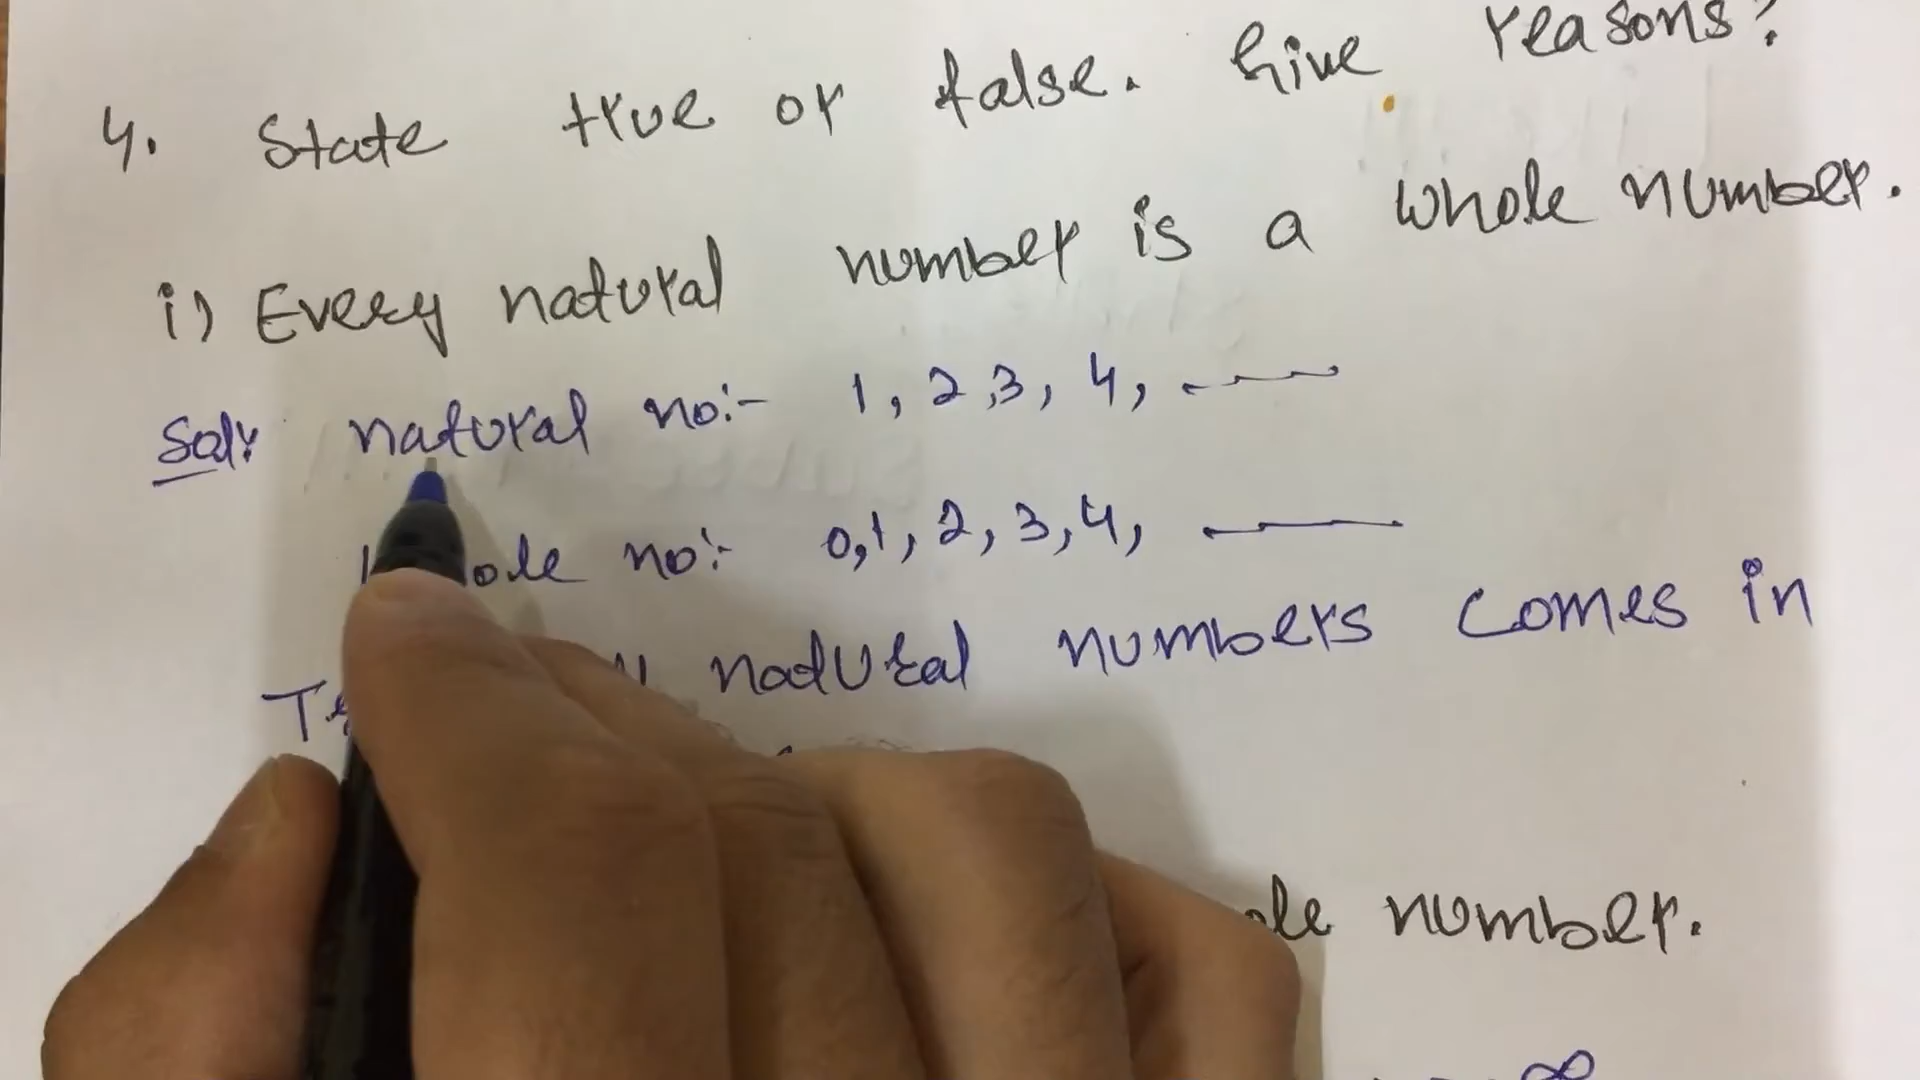 4. State true or false. Give reasons?
i) Every natural number is a whole number.
Sol: natural no:- 1, 2, 3, 4, ——
no:- 0, 1, 2, 3, 4, ——
natural numbers comes in
number.
∞